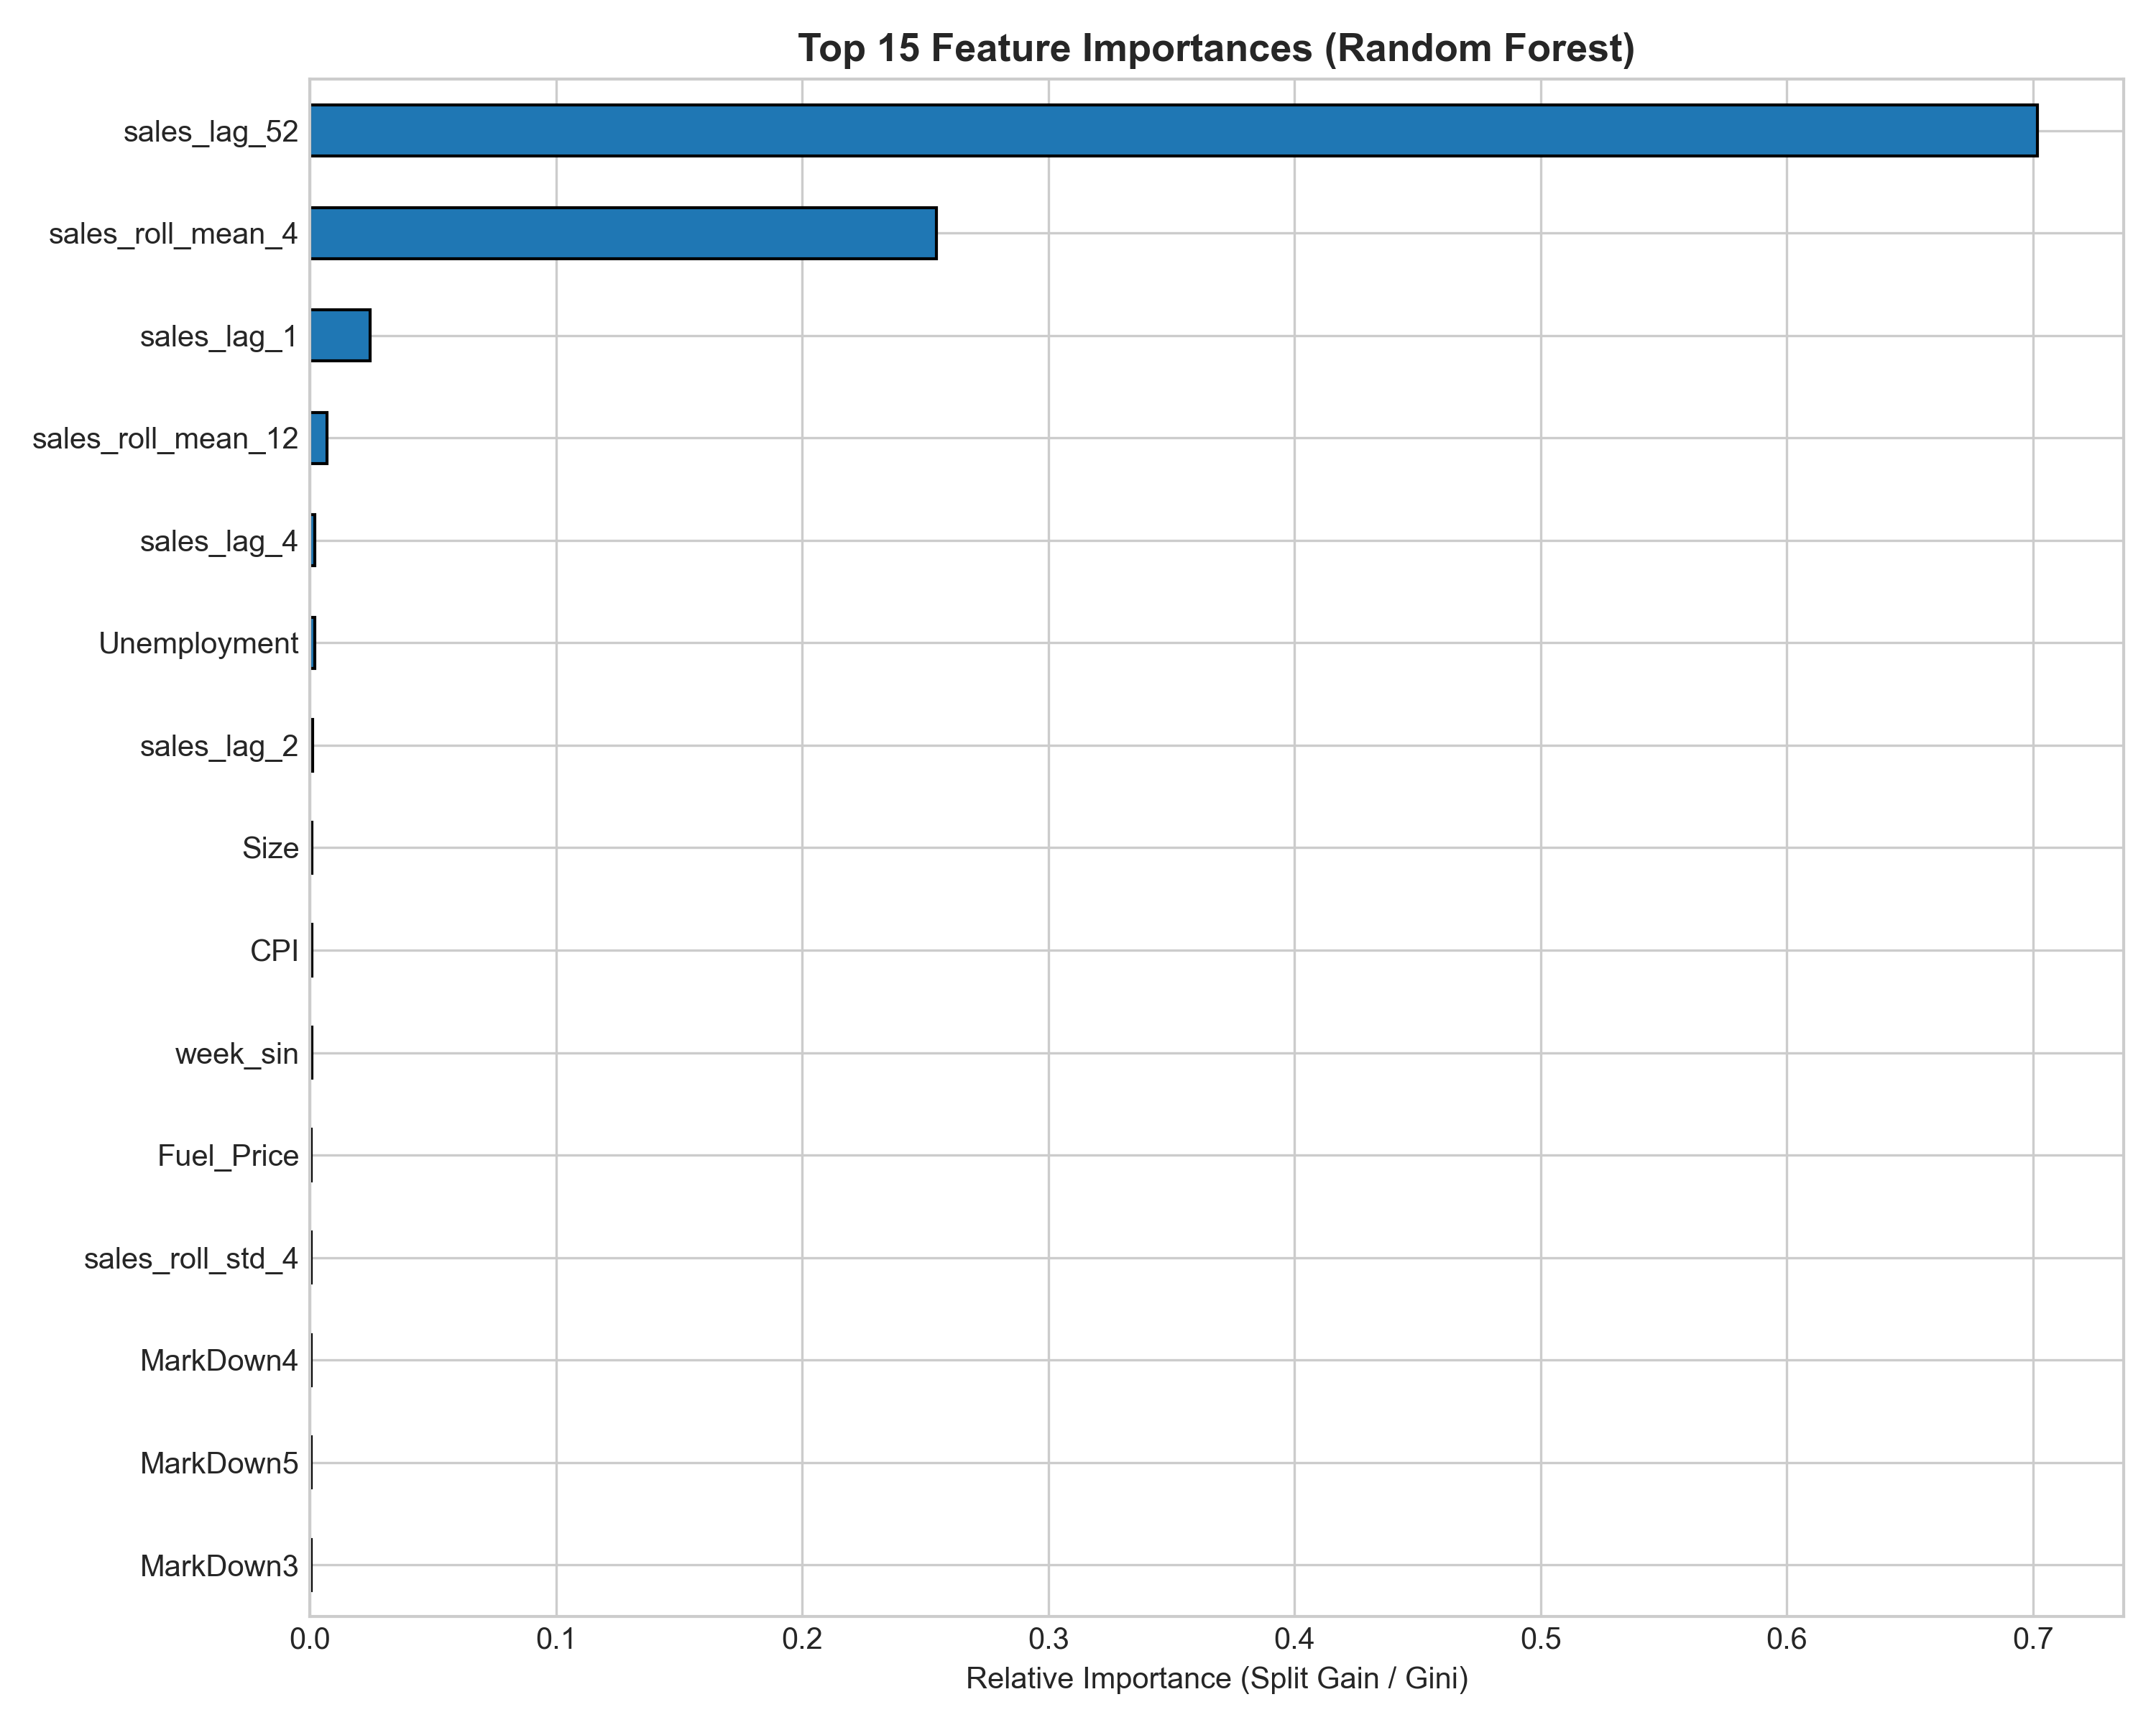 Top 15 Feature Importances (Random Forest)
sales_lag_52
sales_roll_mean_4
sales_lag_1
sales_roll_mean_12
sales_lag_4
Unemployment
sales_lag_2
Size
CPI
week_sin
Fuel_Price
sales_roll_std_4
MarkDown4
MarkDown5
MarkDown3
0.0 0.1 0.2 0.3 0.4 0.5 0.6 0.7
Relative Importance (Split Gain / Gini)